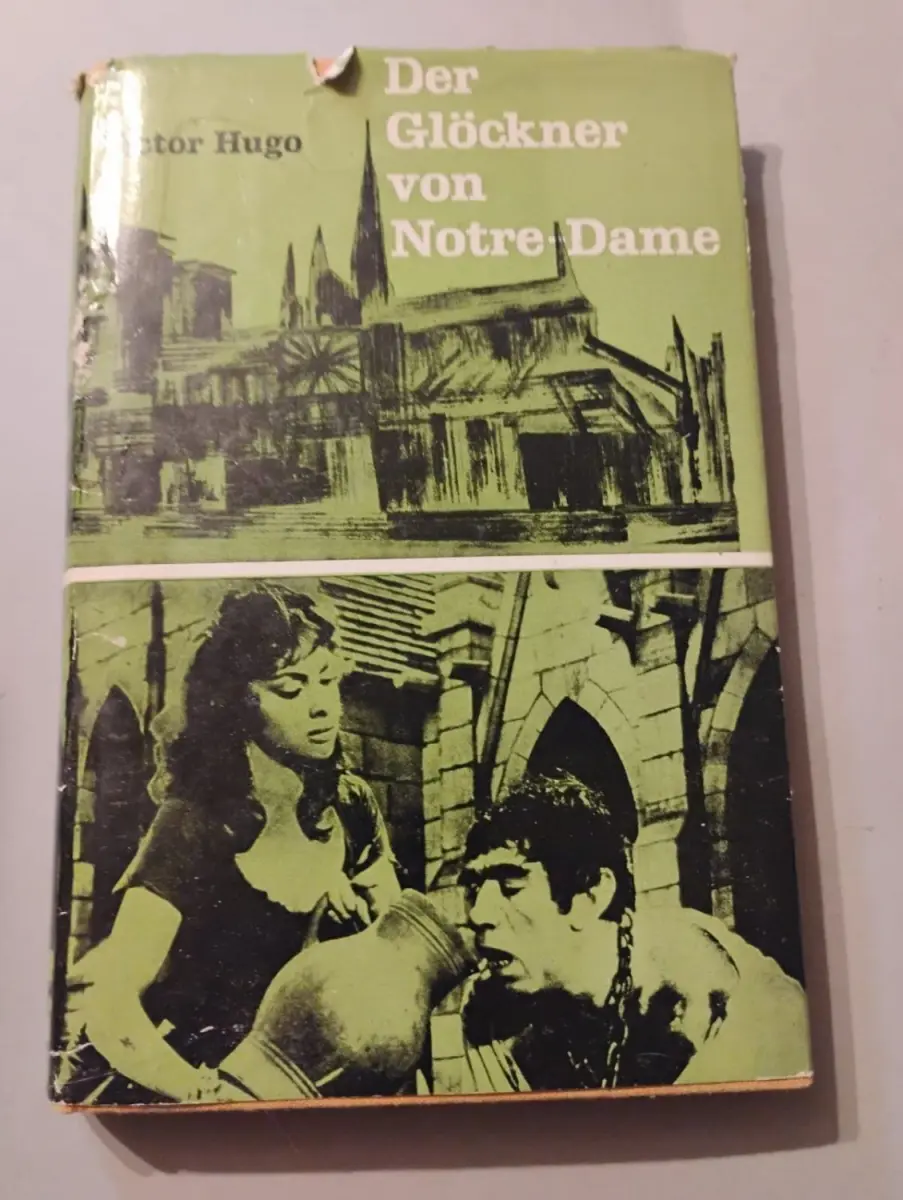 Der
Glöckner
von
Notre-Dame
ctor Hugo